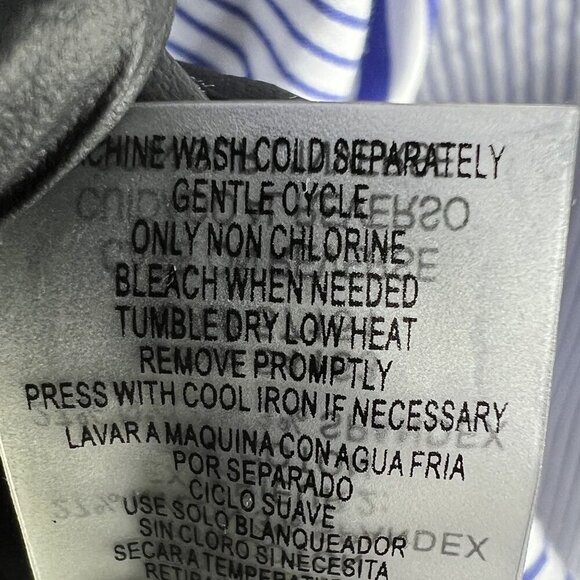 MACHINE WASH COLD SEPARATELY
GENTLE CYCLE
ONLY NON CHLORINE
BLEACH WHEN NEEDED
TUMBLE DRY LOW HEAT
REMOVE PROMPTLY
PRESS WITH COOL IRON IF NECESSARY
LAVAR A MAQUINA CON AGUA FRIA
POR SEPARADO
CICLO SUAVE
USE SOLO BLANQUEADOR
SIN CLORO SI NECESITA
SECAR A